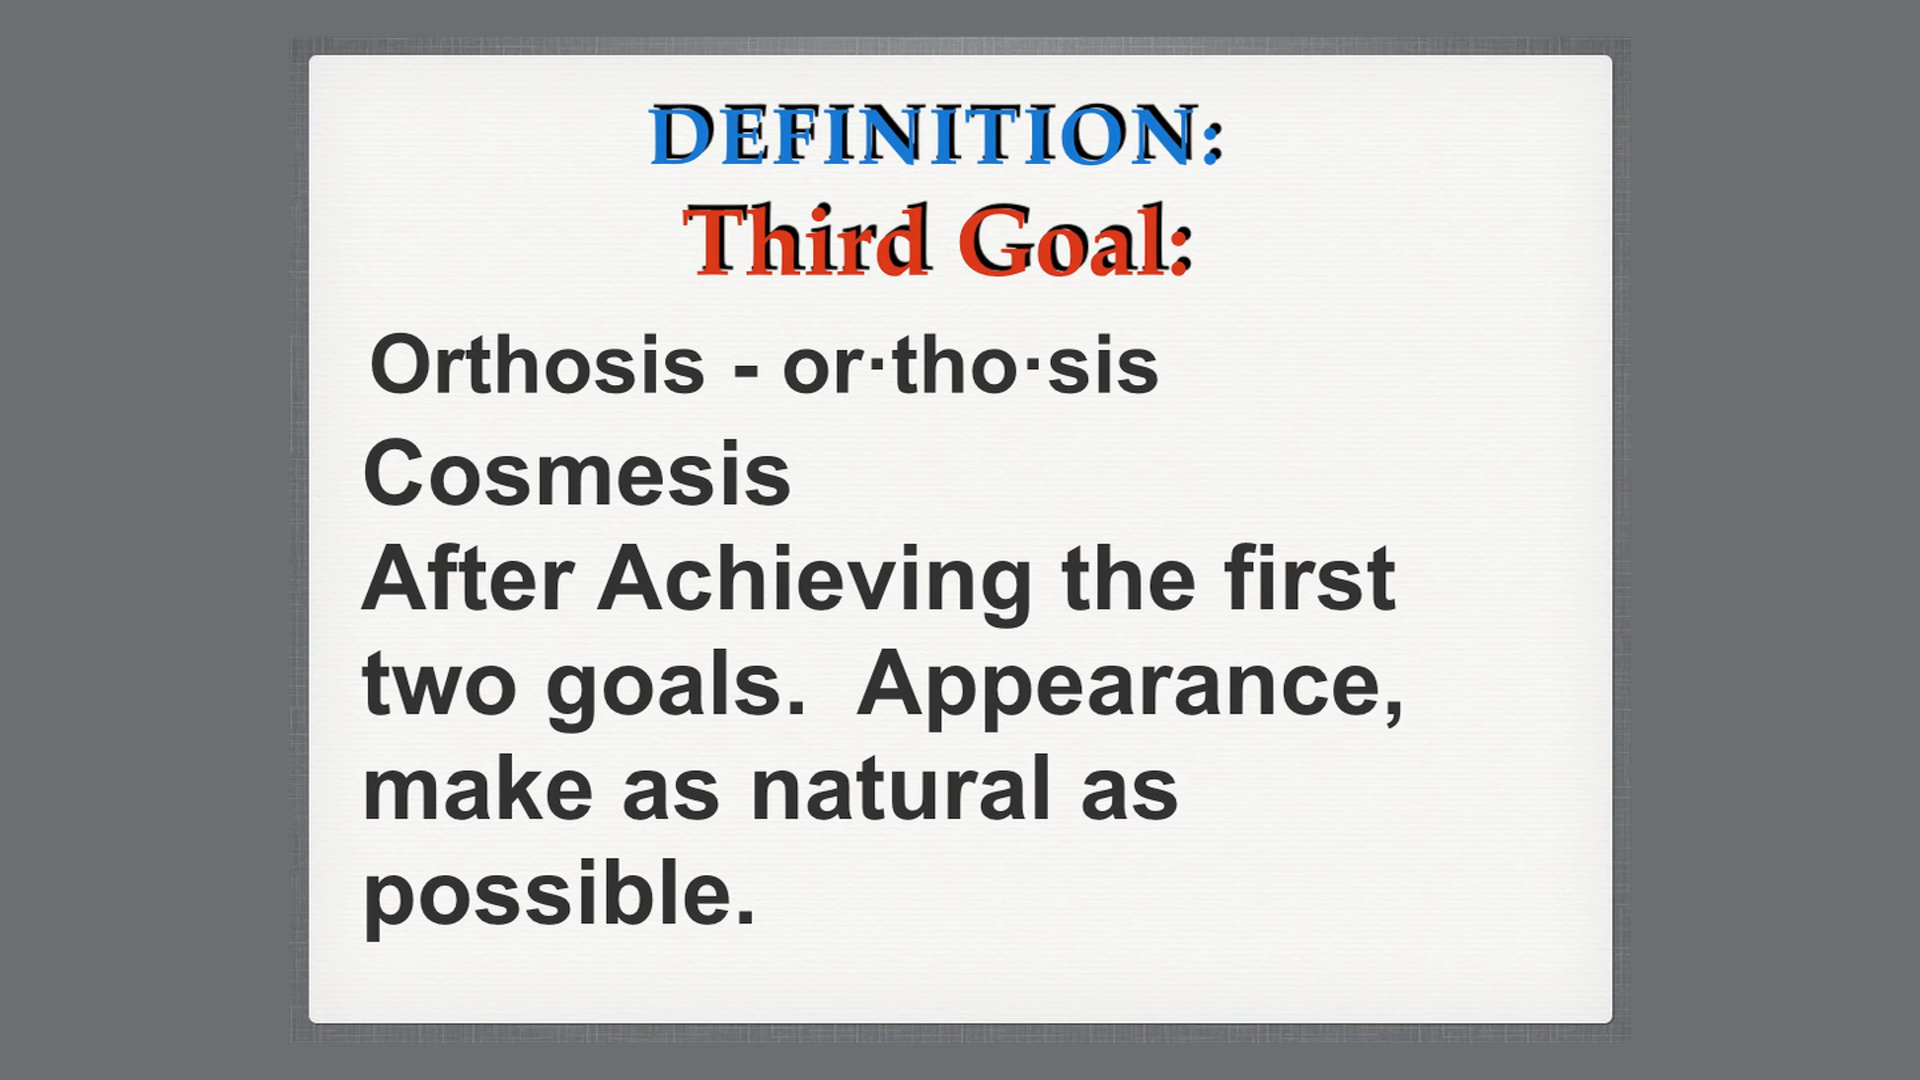 DEFINITION:
Third Goal:
Orthosis - or·tho·sis
Cosmesis
After Achieving the first
two goals.  Appearance,
make as natural as
possible.